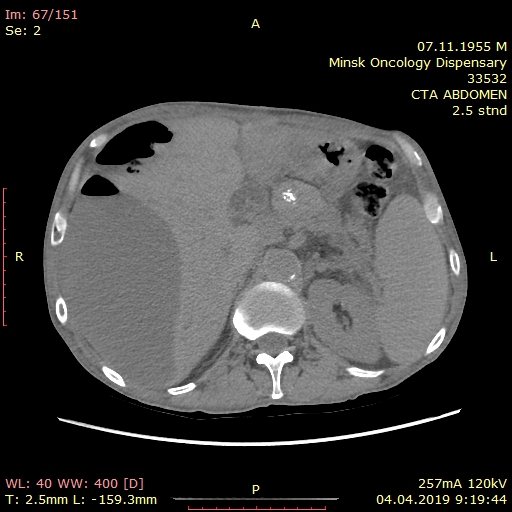 Im: 67/151
Se: 2
A
07.11.1955 M
Minsk Oncology Dispensary
33532
CTA ABDOMEN
2.5 stnd
R
L
WL: 40 WW: 400 [D]
T: 2.5mm L: -159.3mm
P
257mA 120kV
04.04.2019 9:19:44